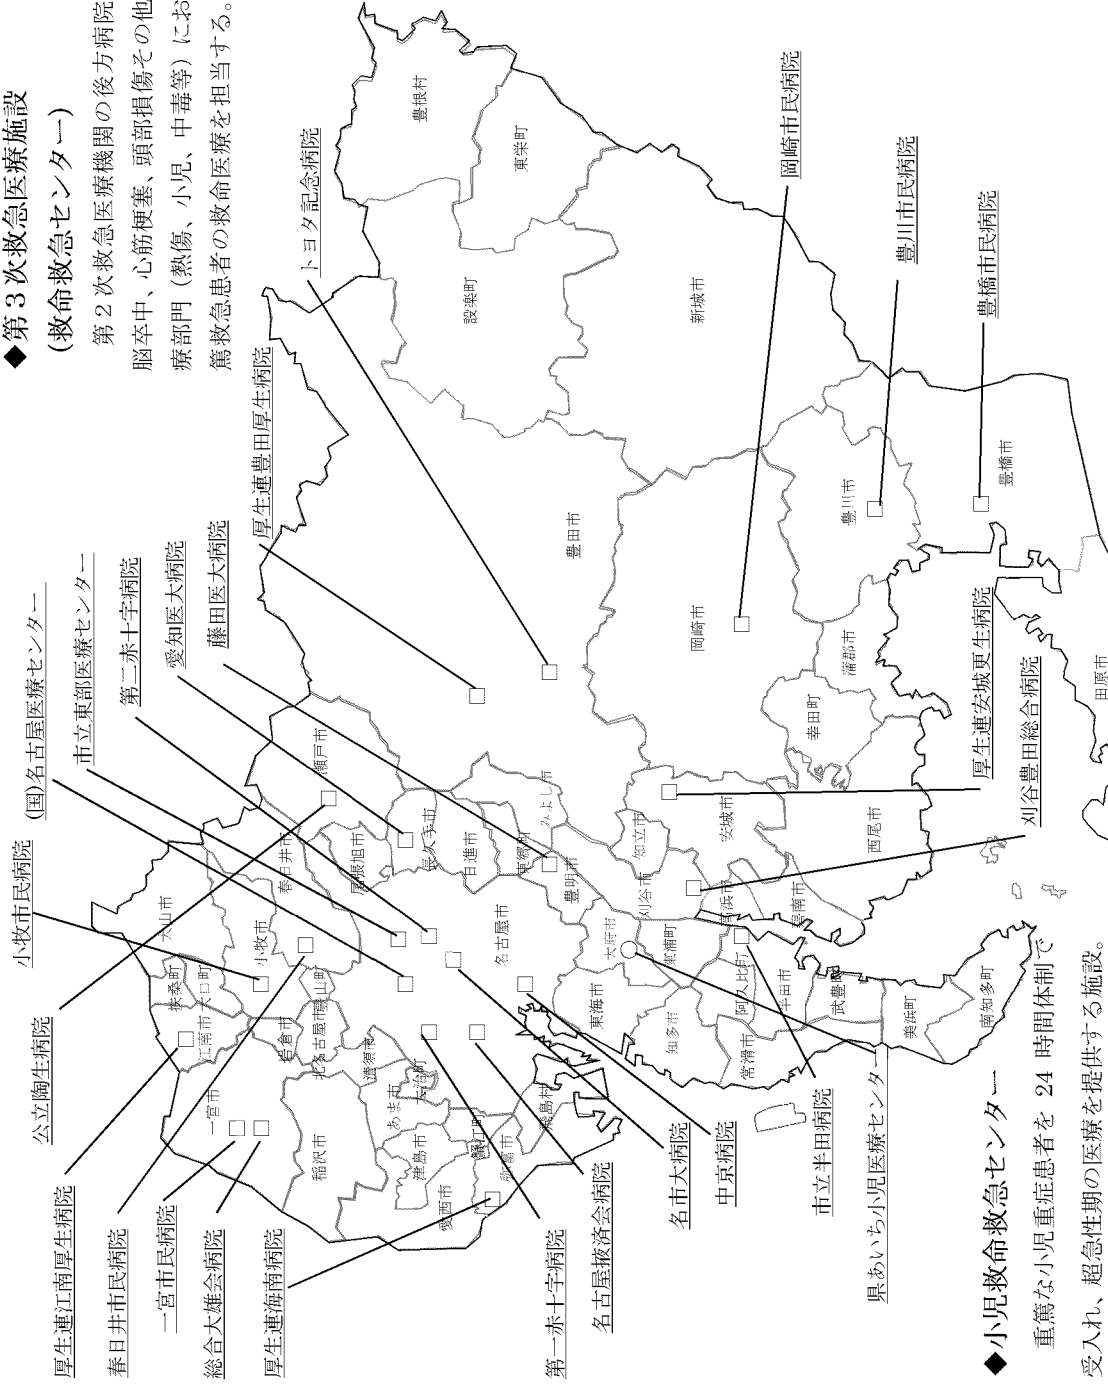 ◆第３次救急医療施設
(救命救急センター)
第２次救急医療機関の後方病院
脳卒中、心筋梗塞、頭部損傷その他
療部門（熱傷、小児、中毒等）にお
篤救急患者の救命医療を担当する。
(国)名古屋医療センター
市立東部医療センター
第二赤十字病院
愛知医大病院
藤田医大病院
厚生連豊田厚生病院
トヨタ記念病院
岡崎市民病院
豊川市民病院
豊橋市民病院
小牧市民病院
公立陶生病院
厚生連江南厚生病院
春日井市民病院
一宮市民病院
総合大雄会病院
厚生連海南病院
第一赤十字病院
名古屋掖済会病院
名市大病院
中京病院
市立半田病院
県あいち小児医療センター
刈谷豊田総合病院
厚生連安城更生病院
豊根村
東栄町
設楽町
新城市
豊田市
岡崎市
豊川市
豊橋市
蒲郡市
幸田町
田原市
西尾市
安城市
知立市
刈谷市
高浜市
碧南市
瀬戸市
尾張旭市
長久手市
日進市
みよし市
東郷町
豊明市
春日井市
犬山市
小牧市
扶桑町
大口町
江南市
岩倉市
豊山町
北名古屋市
清須市
一宮市
稲沢市
あま市
大治町
津島市
愛西市
蟹江町
弥富市
飛島村
名古屋市
大府市
東浦町
東海市
知多市
阿久比町
半田市
常滑市
武豊町
美浜町
南知多町
◆小児救命救急センター
重篤な小児重症患者を 24 時間体制で
受入れ、超急性期の医療を提供する施設。